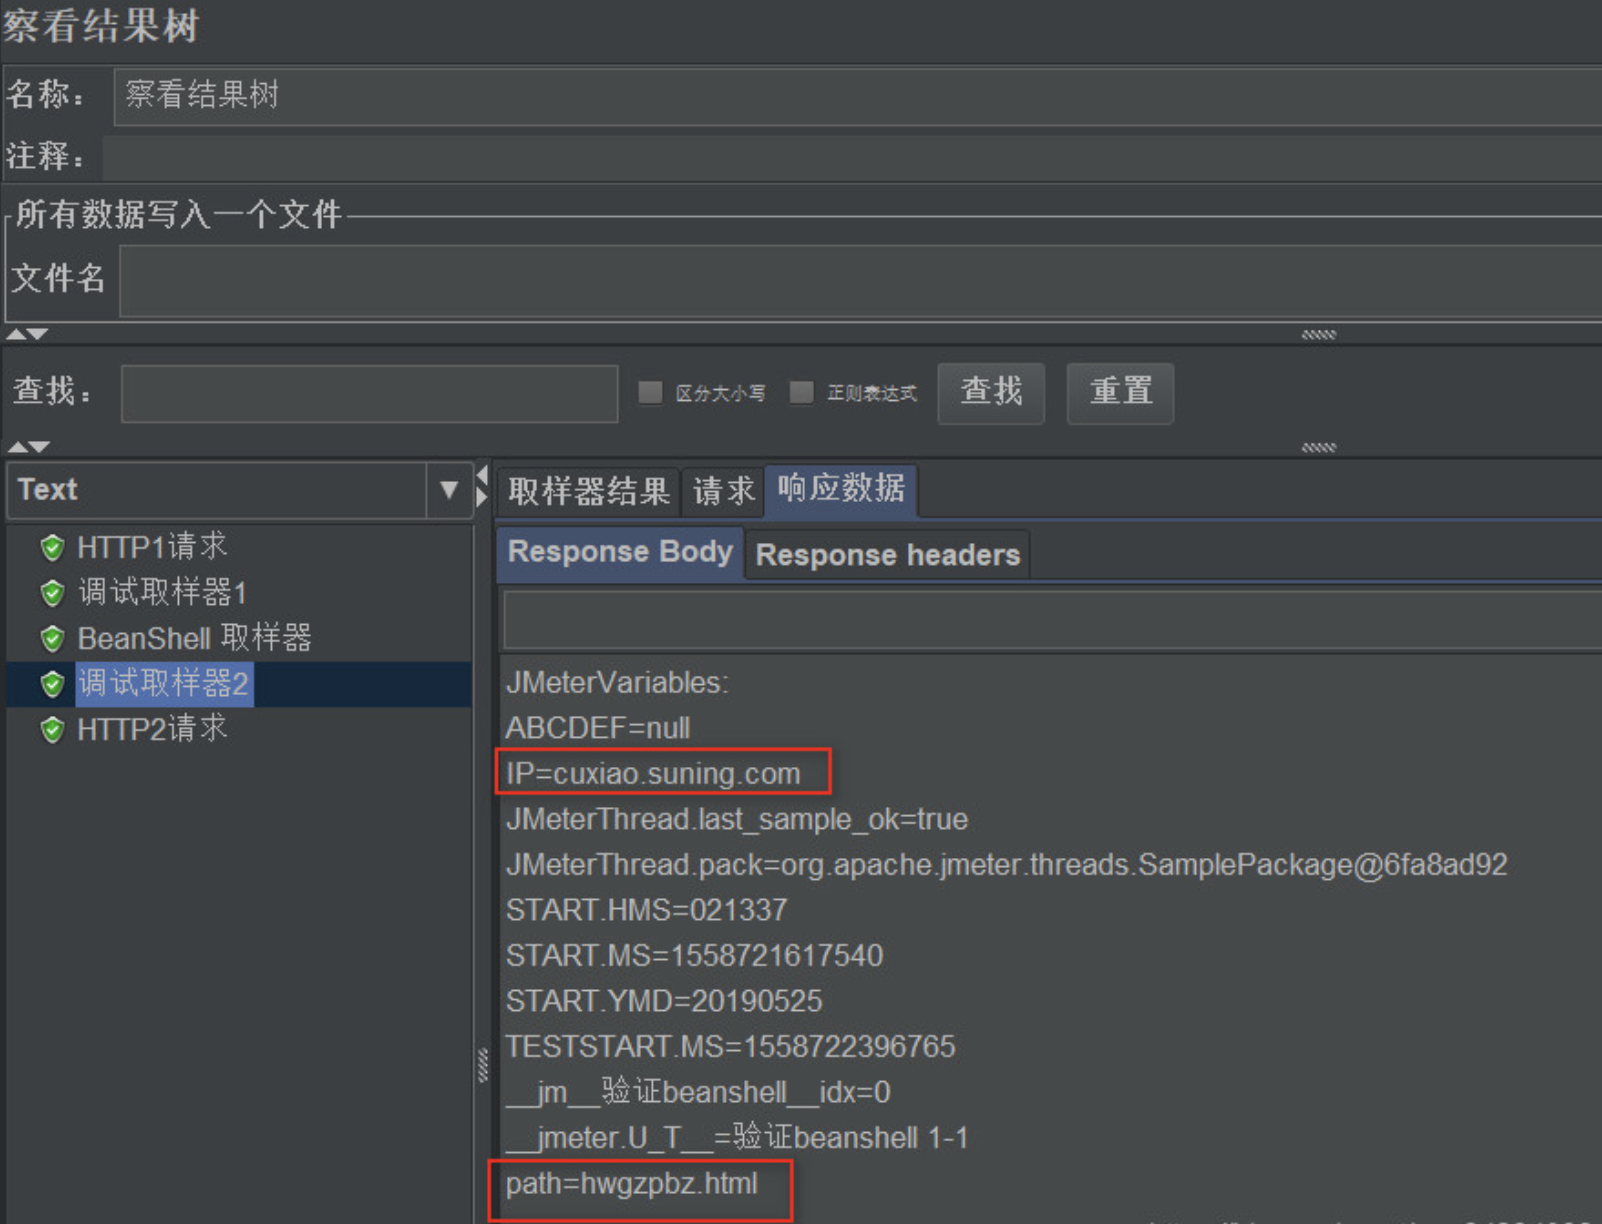 察看结果树
名称： 察看结果树
注释：
所有数据写入一个文件
文件名
查找： 区分大小写 正则表达式 查找 重置
Text
取样器结果 请求 响应数据
HTTP1请求
调试取样器1
BeanShell 取样器
调试取样器2
HTTP2请求
Response Body Response headers
JMeterVariables:
ABCDEF=null
IP=cuxiao.suning.com
JMeterThread.last_sample_ok=true
JMeterThread.pack=org.apache.jmeter.threads.SamplePackage@6fa8ad92
START.HMS=021337
START.MS=1558721617540
START.YMD=20190525
TESTSTART.MS=1558722396765
__jm__验证beanshell__idx=0
__jmeter.U_T__=验证beanshell 1-1
path=hwgzpbz.html